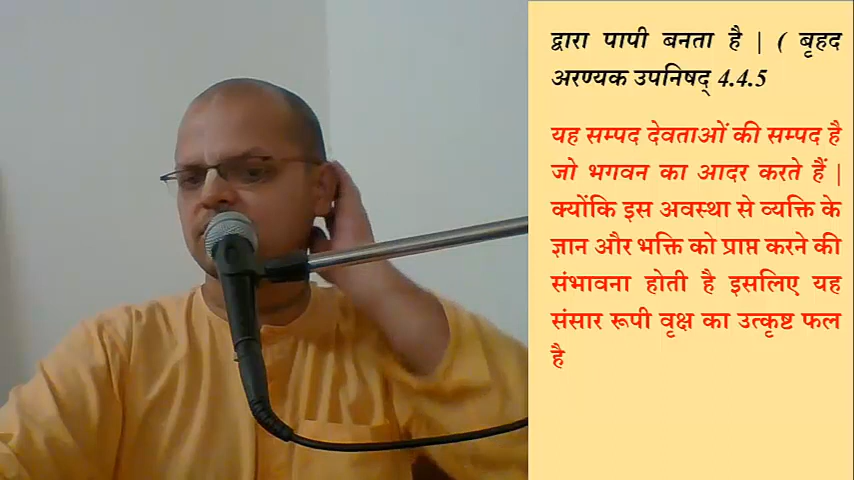 द्वारा पापी बनता है | ( बृहद
अरण्यक उपनिषद् 4.4.5
यह सम्पद देवताओं की सम्पद है
जो भगवन का आदर करते हैं |
क्योंकि इस अवस्था से व्यक्ति के
ज्ञान और भक्ति को प्राप्त करने की
संभावना होती है इसलिए यह
संसार रूपी वृक्ष का उत्कृष्ट फल
है